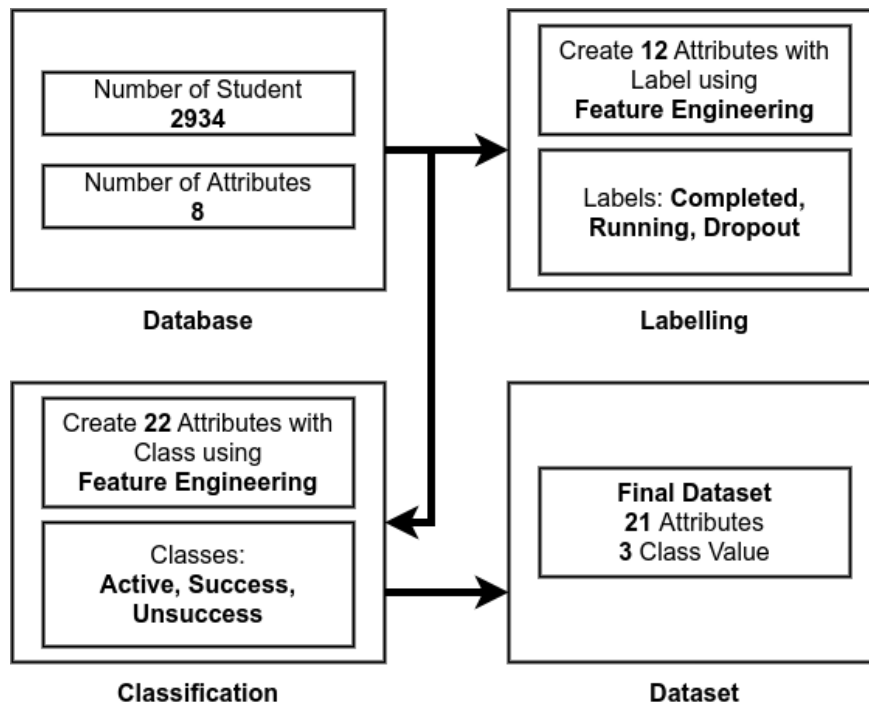 Number of Student
2934
Number of Attributes
8
Database
Create 12 Attributes with
Label using
Feature Engineering
Labels: Completed,
Running, Dropout
Labelling
Create 22 Attributes with
Class using
Feature Engineering
Classes:
Active, Success,
Unsuccess
Classification
Final Dataset
21 Attributes
3 Class Value
Dataset